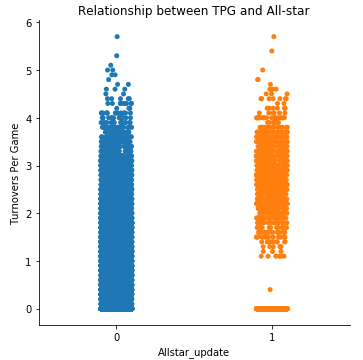 Relationship between TPG and All-star
6
5
4
3
2
1
0
Turnovers Per Game
0 1
Allstar_update